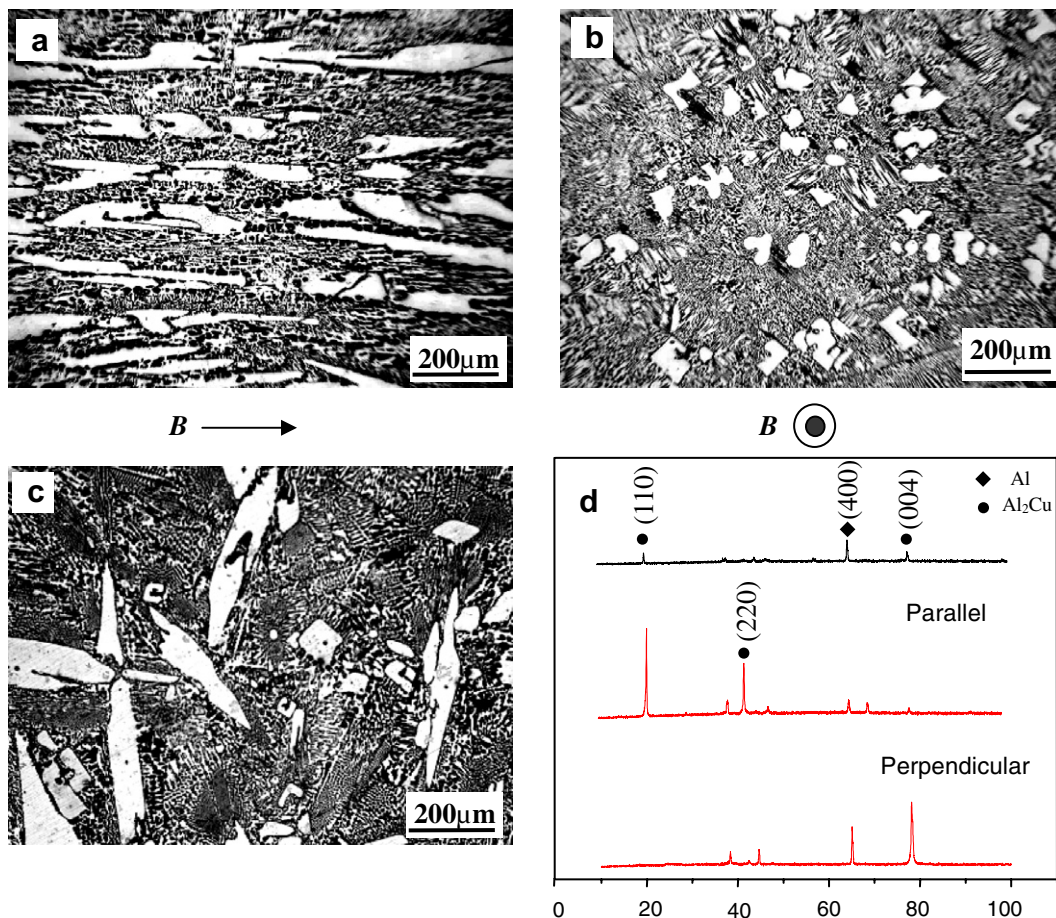 a
200μm
b
200μm
B
B
c
200μm
d
◆ Al
● Al₂Cu
(110)
(400)
(004)
Parallel
(220)
Perpendicular
0 20 40 60 80 100